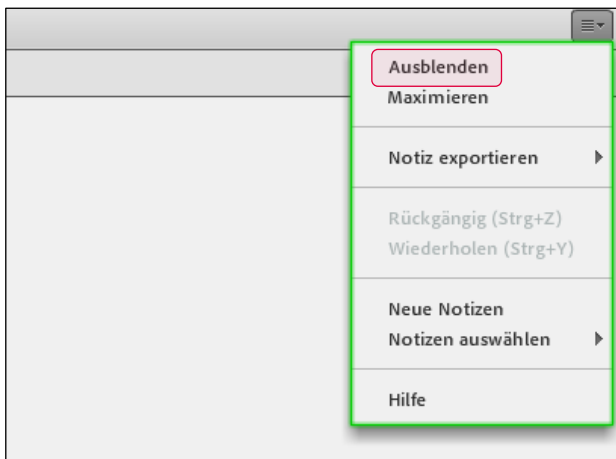 Ausblenden
Maximieren
Notiz exportieren
Rückgängig (Strg+Z)
Wiederholen (Strg+Y)
Neue Notizen
Notizen auswählen
Hilfe